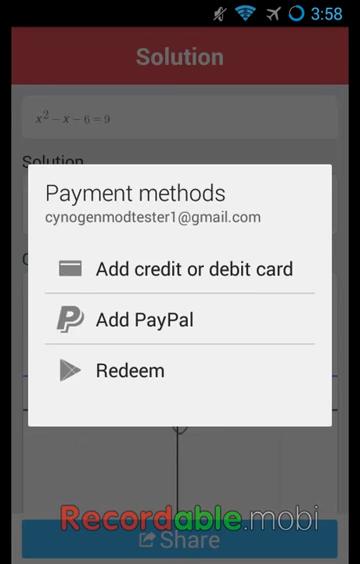 3:58
Solution
x² − x − 6 = 9
Solution
Payment methods
cynogenmodtester1@gmail.com
Add credit or debit card
Add PayPal
Redeem
Recordable.mobi
Share